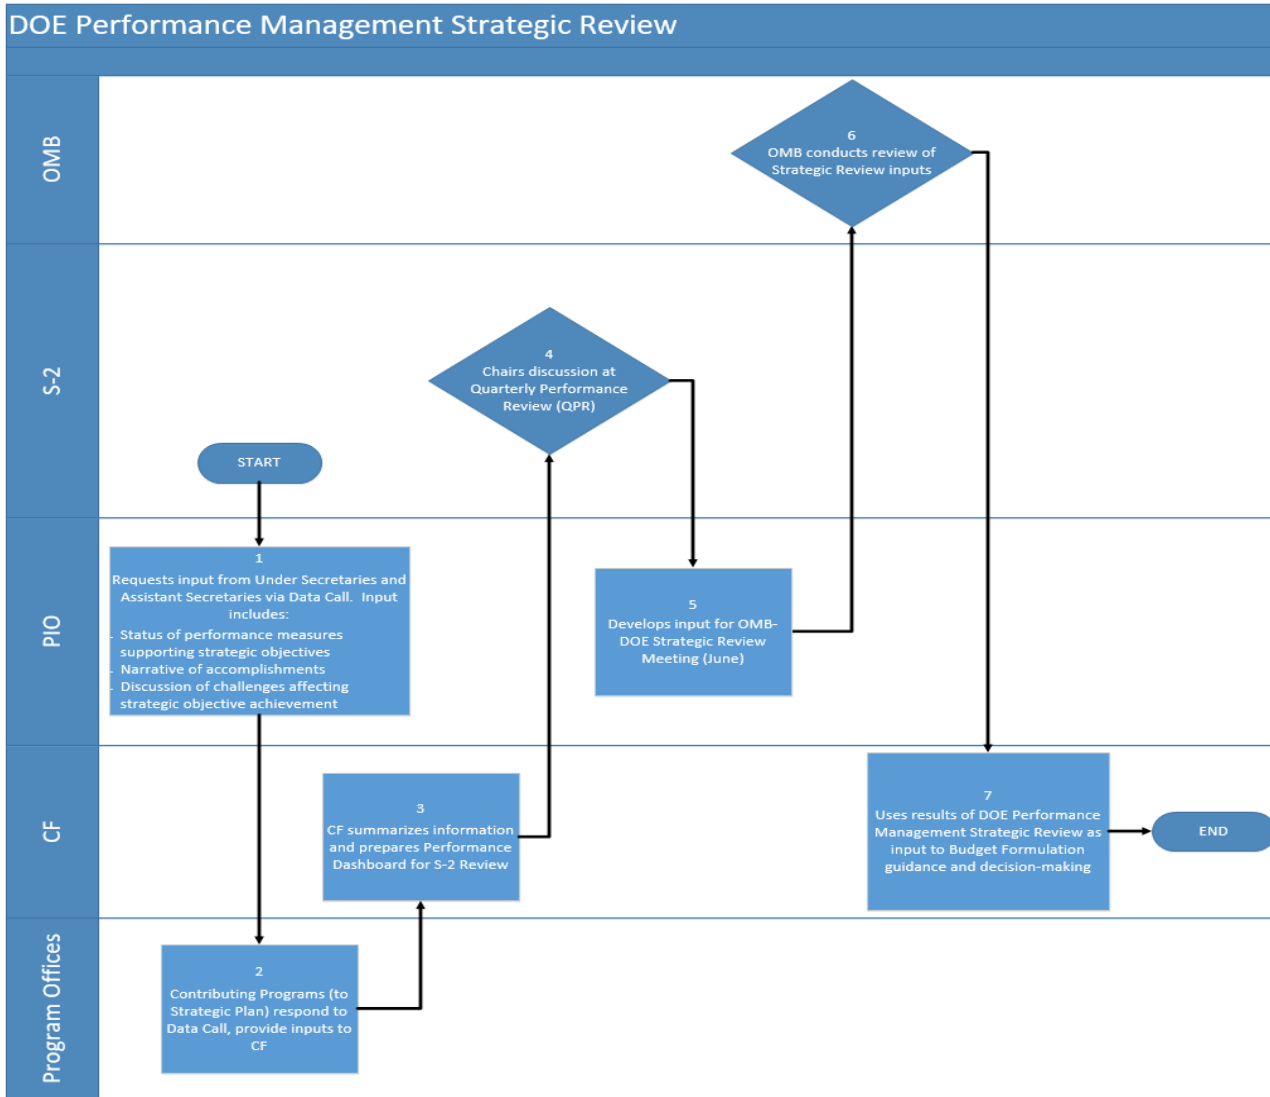 DOE Performance Management Strategic Review
OMB
6
OMB conducts review of
Strategic Review inputs
S-2
4
Chairs discussion at
Quarterly Performance
Review (QPR)
START
PIO
1
Requests input from Under Secretaries and
Assistant Secretaries via Data Call.  Input
includes:
. Status of performance measures
supporting strategic objectives
. Narrative of accomplishments
. Discussion of challenges affecting
strategic objective achievement
5
Develops input for OMB-
DOE Strategic Review
Meeting (June)
CF
3
CF summarizes information
and prepares Performance
Dashboard for S-2 Review
7
Uses results of DOE Performance
Management Strategic Review as
input to Budget Formulation
guidance and decision-making
END
Program Offices
2
Contributing Programs (to
Strategic Plan) respond to
Data Call, provide inputs to
CF